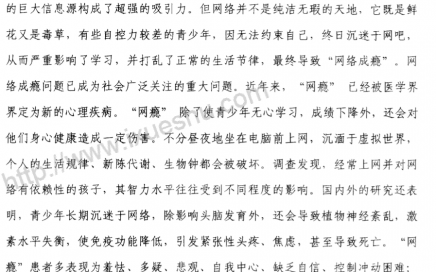 的巨大信息源构成了超强的吸引力。但网络并不是纯洁无瑕的天地，它既是鲜
花又是毒草，有些自控力较差的青少年，因无法约束自己，终日沉迷于网吧，
从而严重影响了学习，并打乱了正常的生活节律，最终导致“网络成瘾”。网
络成瘾问题已成为社会广泛关注的重大问题。近年来，“网瘾” 已经被医学界
界定为新的心理疾病。“网瘾” 除了使青少年无心学习，成绩下降外，还会对
他们身心健康造成一定伤害。不分昼夜地坐在电脑前上网，沉湎于虚拟世界，
个人的生活规律、新陈代谢、生物钟都会被破坏。调查发现，经常上网并对网
络有依赖性的孩子，其智力水平往往受到不同程度的影响。国内外的研究还表
明，青少年长期沉迷于网络，除影响头脑发育外，还会导致植物神经紊乱，激
素水平失衡，使免疫功能降低，引发紧张性头疼、焦虑，甚至导致死亡。“网
瘾”患者多表现为羞怯、多疑、悲观、自我中心、缺乏自信、控制冲动困难；